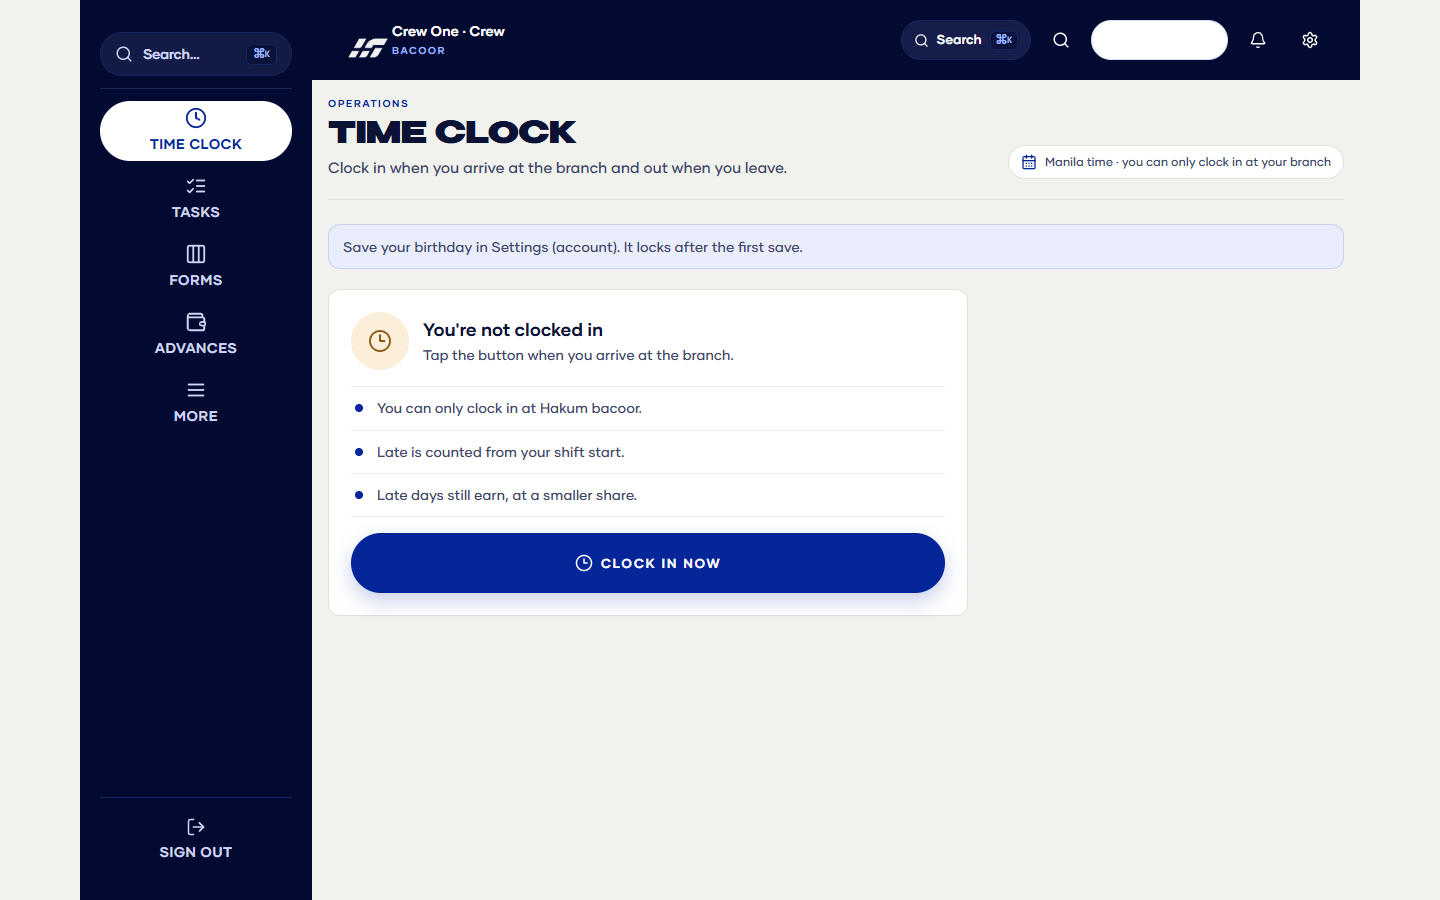 Search...
⌘K
TIME CLOCK
TASKS
FORMS
ADVANCES
MORE
SIGN OUT
Crew One · Crew
BACOOR
Search ⌘K
OPERATIONS
TIME CLOCK
Clock in when you arrive at the branch and out when you leave.
Manila time · you can only clock in at your branch
Save your birthday in Settings (account). It locks after the first save.
You're not clocked in
Tap the button when you arrive at the branch.
You can only clock in at Hakum bacoor.
Late is counted from your shift start.
Late days still earn, at a smaller share.
CLOCK IN NOW